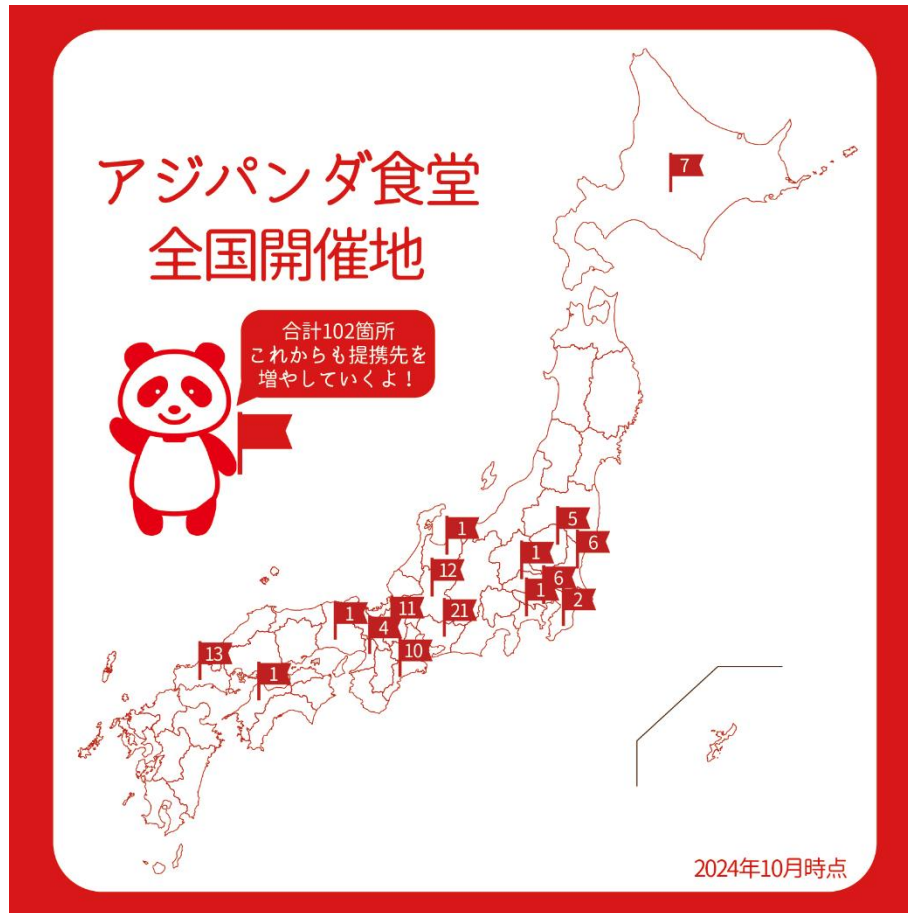 アジパンダ食堂
全国開催地
合計102箇所
これからも提携先を
増やしていくよ！
7
5
1
6
1
12
6
1
2
1
11
21
4
10
13
1
2024年10月時点